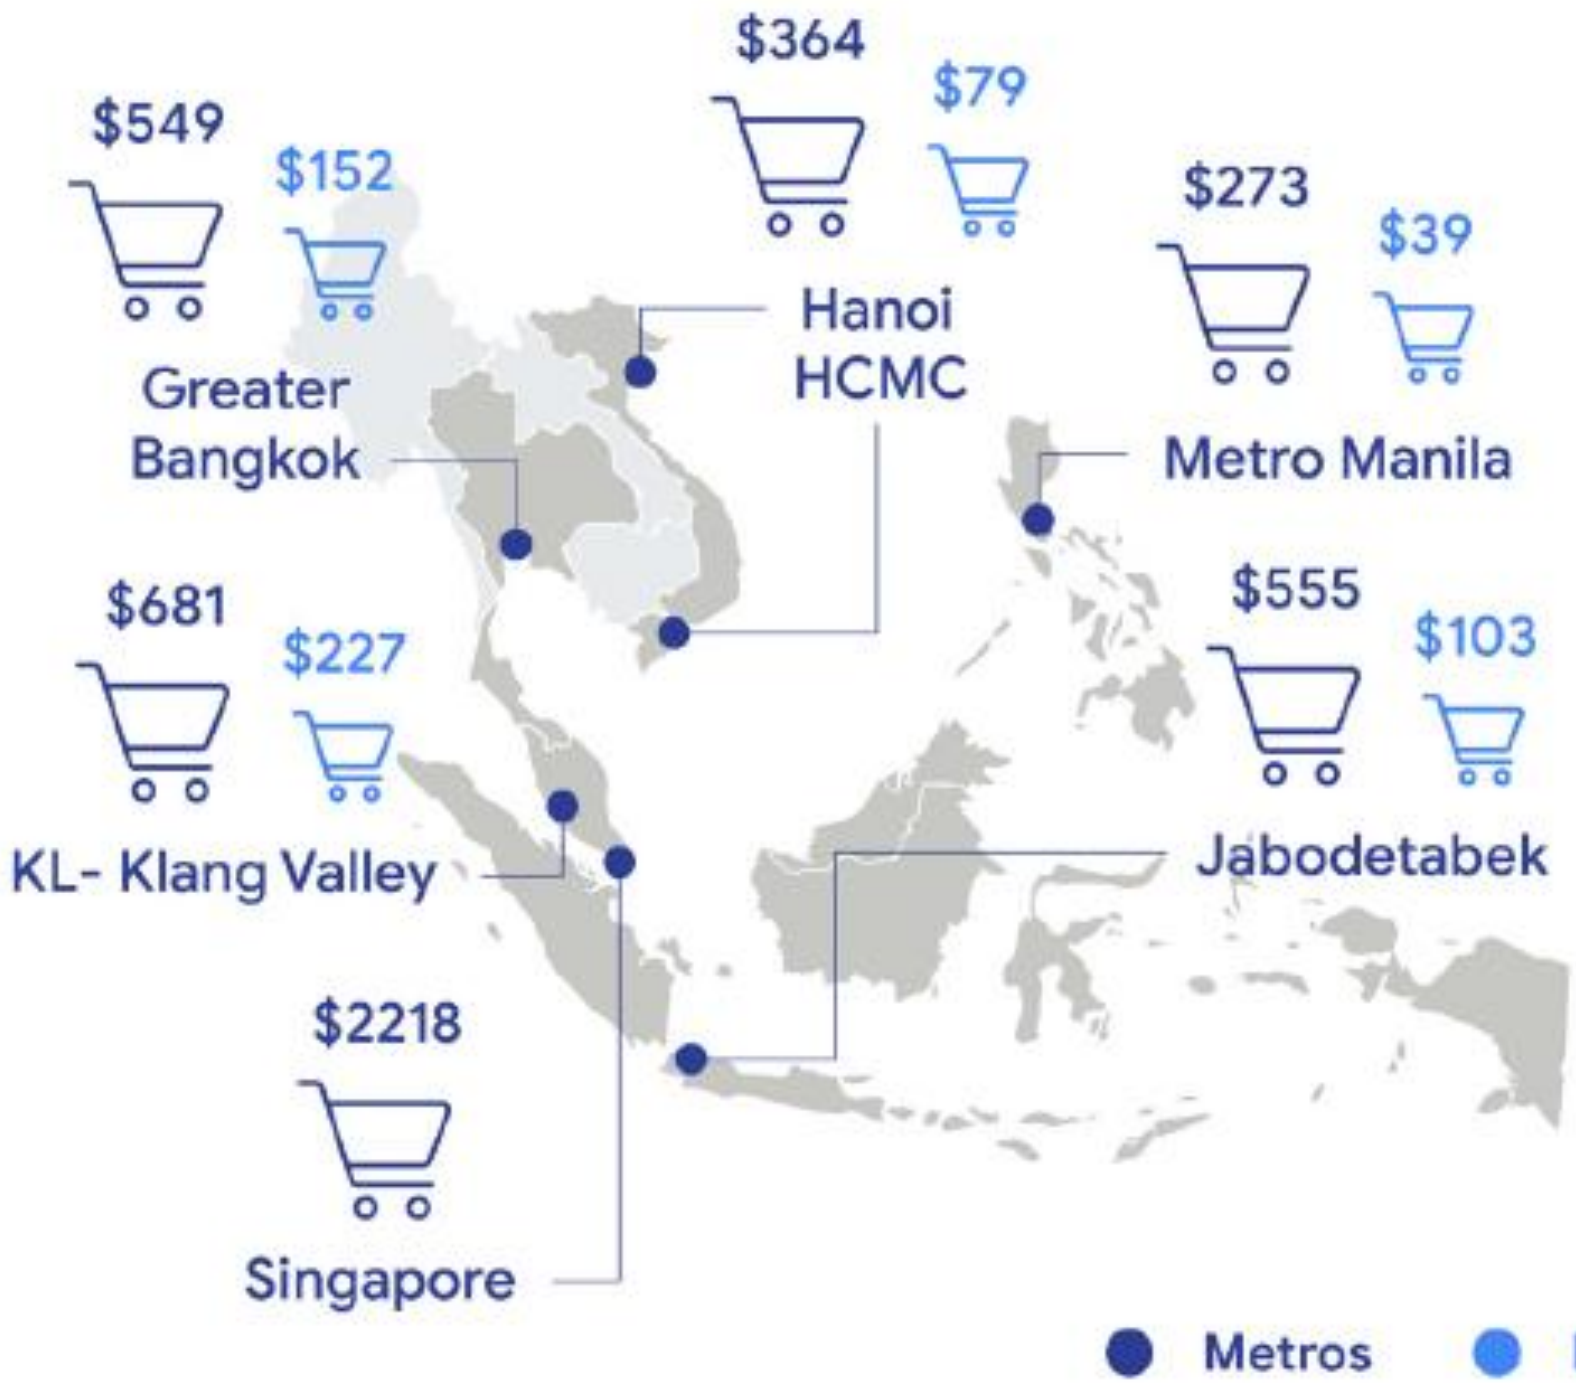 $364
$79
$549
$152
$273
$39
Hanoi
HCMC
Greater
Bangkok
Metro Manila
$681
$227
$555
$103
KL- Klang Valley
Jabodetabek
$2218
Singapore
Metros